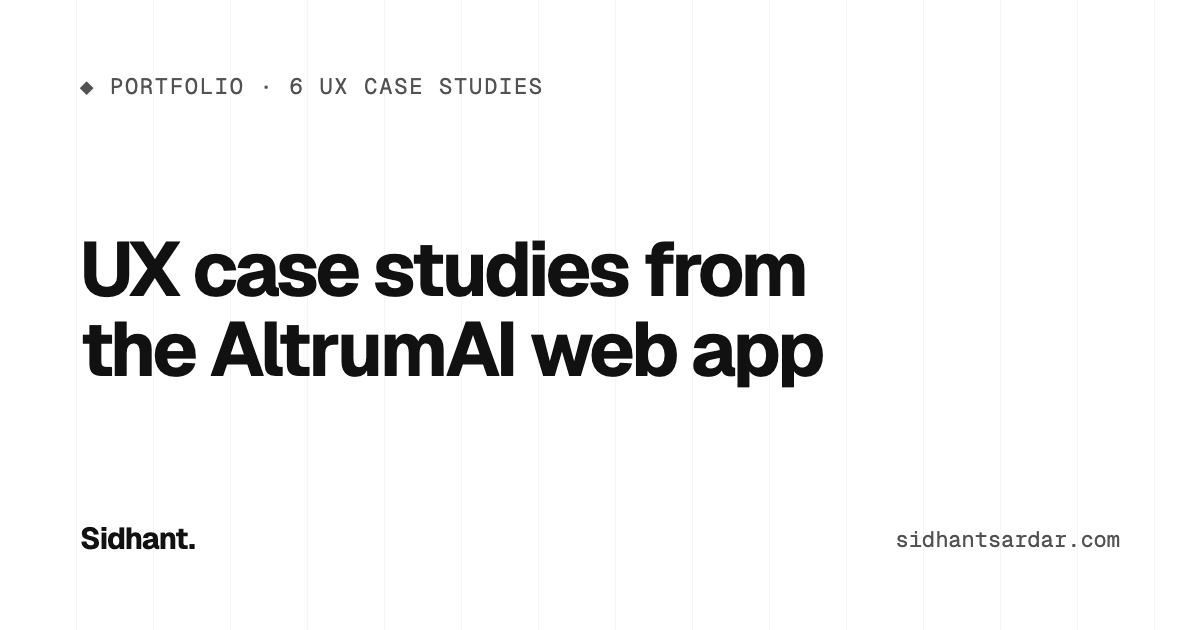 ◆ PORTFOLIO · 6 UX CASE STUDIES
UX case studies from
the AltrumAI web app
Sidhant.
sidhantsardar.com